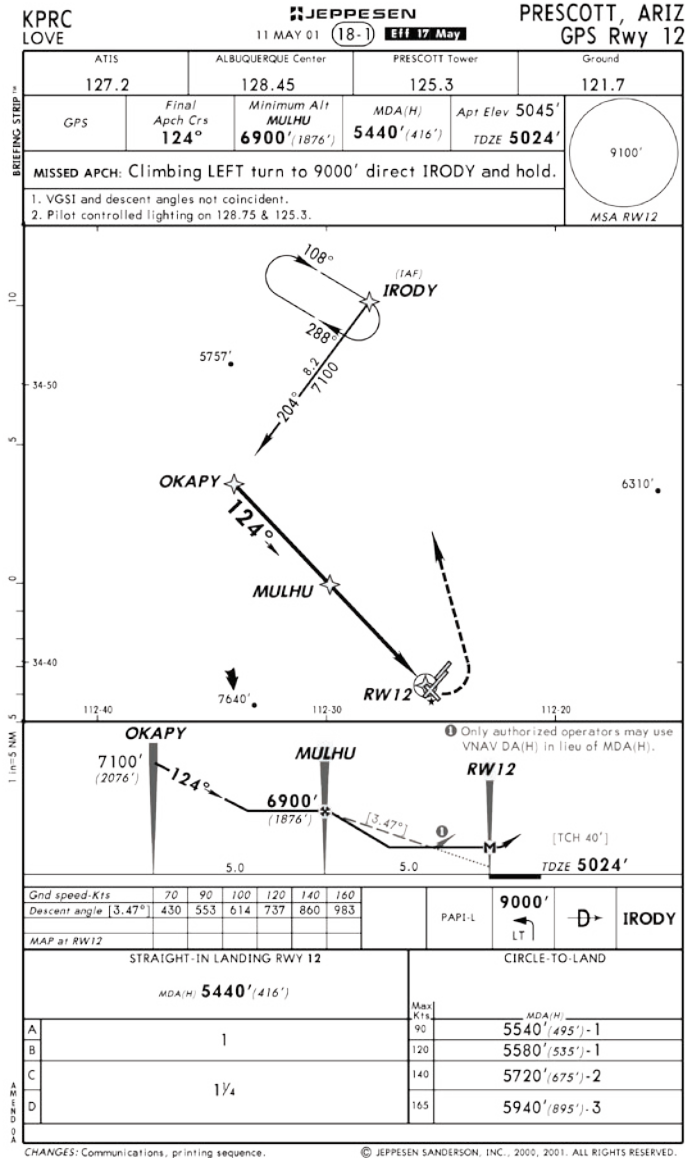 KPRC
LOVE
JEPPESEN
11 MAY 01 18-1 Eff 17 May
PRESCOTT, ARIZ
GPS Rwy 12
BRIEFING STRIP™
ATIS
127.2
ALBUQUERQUE Center
128.45
PRESCOTT Tower
125.3
Ground
121.7
GPS
Final
Apch Crs
124°
Minimum Alt
MULHU
6900'(1876')
MDA(H)
5440'(416')
Apt Elev 5045'
TDZE 5024'
9100'
MSA RW12
MISSED APCH: Climbing LEFT turn to 9000' direct IRODY and hold.
1. VGSI and descent angles not coincident.
2. Pilot controlled lighting on 128.75 & 125.3.
108°
(IAF)
IRODY
288°
10
5757'
8.2
7100
34-50
204°
5
OKAPY
6310'
124°
0
MULHU
34-40
RW12
7640'
5
112-40
112-30
112-20
1 in=5 NM
OKAPY
7100'
(2076')
124°
MULHU
6900'
(1876')
[3.47°]
1
1 Only authorized operators may use
VNAV DA(H) in lieu of MDA(H).
RW12
M
[TCH 40']
5.0
5.0
TDZE 5024'
Gnd speed-Kts 70 90 100 120 140 160
Descent angle [3.47°] 430 553 614 737 860 983
MAP at RW12
PAPI-L
9000'
LT
D
IRODY
STRAIGHT-IN LANDING RWY 12
MDA(H) 5440'(416')
CIRCLE-TO-LAND
Max
Kts
MDA(H)
A
B
1
C
D
1¼
90 5540'(495')-1
120 5580'(535')-1
140 5720'(675')-2
165 5940'(895')-3
AMEND 0A
CHANGES: Communications, printing sequence.
© JEPPESEN SANDERSON, INC., 2000, 2001. ALL RIGHTS RESERVED.